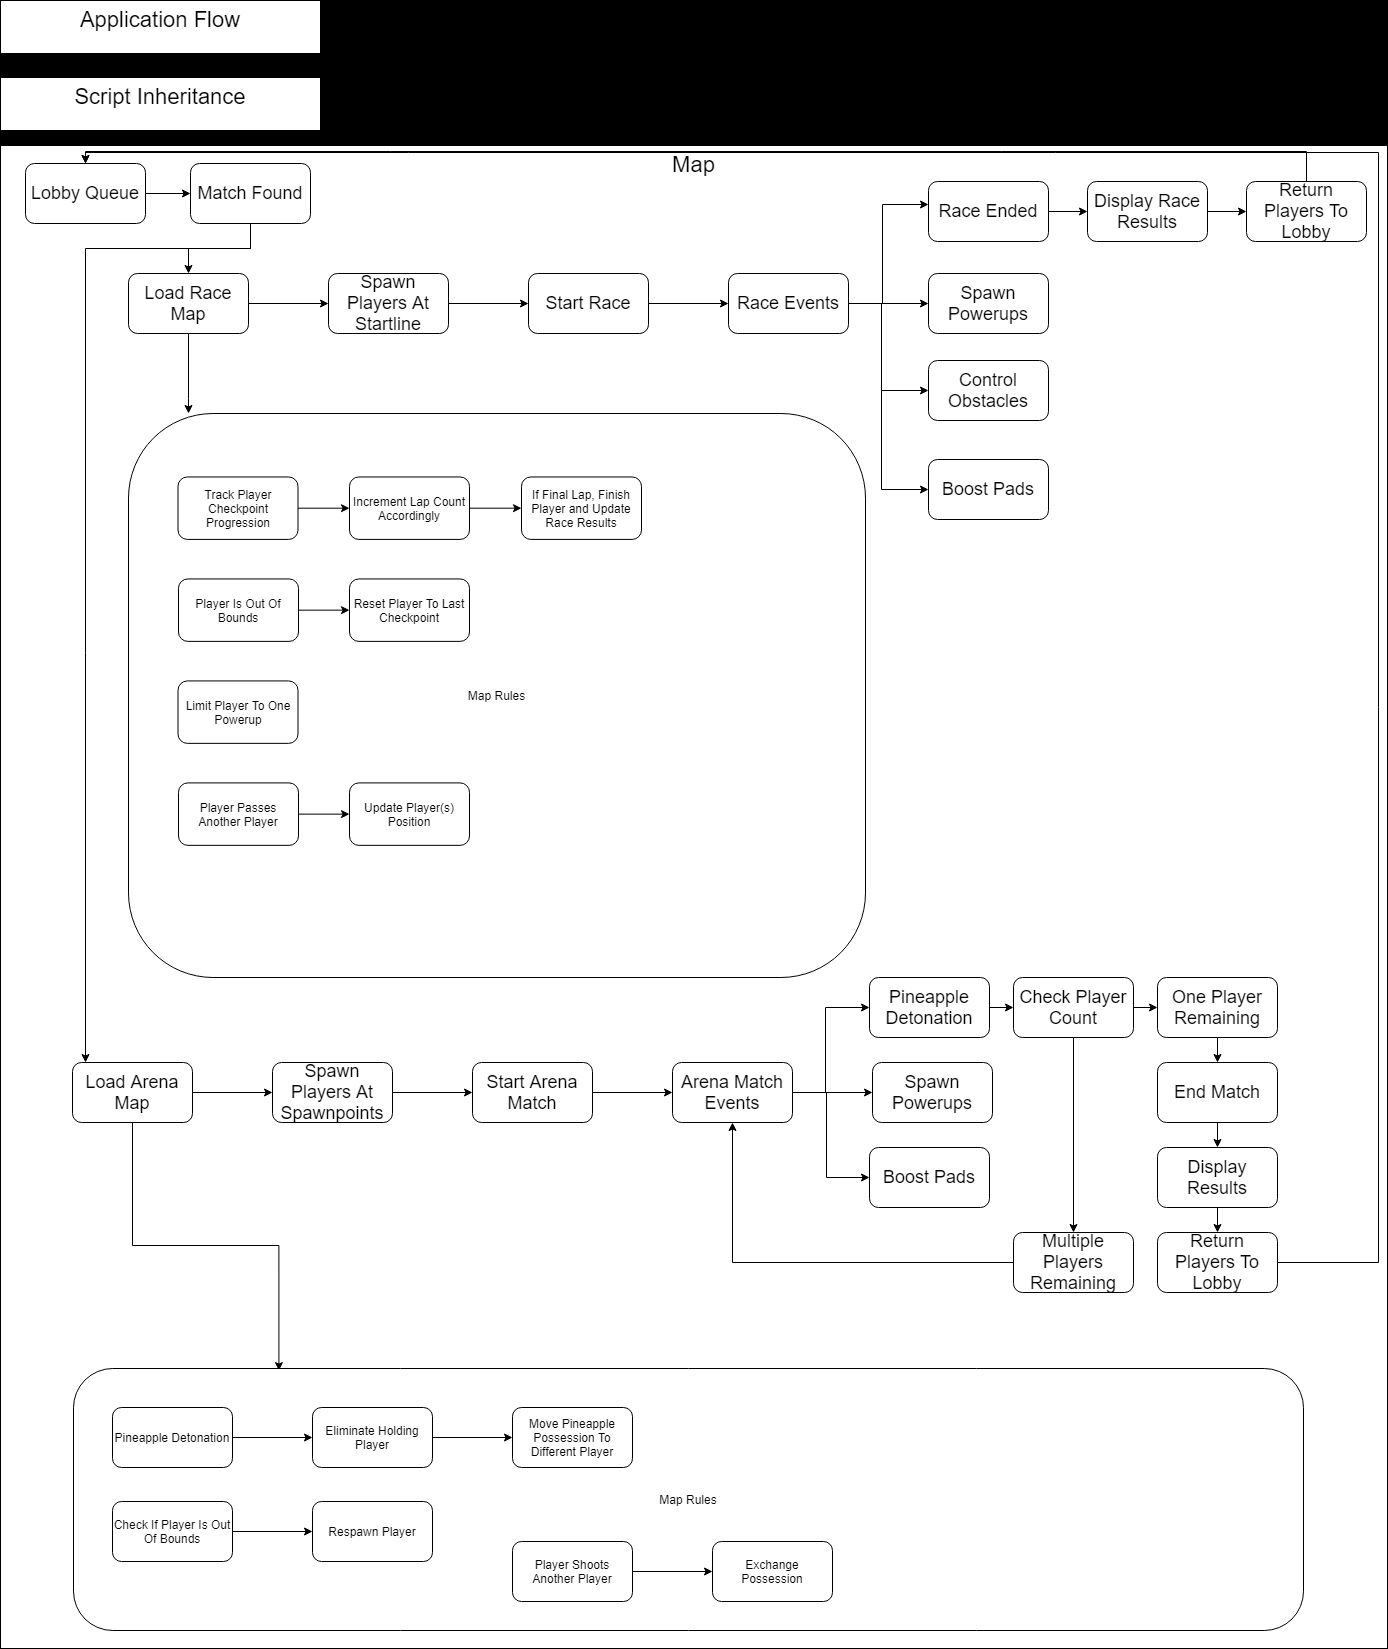 Application Flow
Script Inheritance
Map
Lobby Queue
Match Found
Race Ended
Display Race
Results
Return
Players To
Lobby
Load Race
Map
Spawn
Players At
Startline
Start Race
Race Events
Spawn
Powerups
Control
Obstacles
Boost Pads
Track Player
Checkpoint
Progression
Increment Lap Count
Accordingly
If Final Lap, Finish
Player and Update
Race Results
Player Is Out Of
Bounds
Reset Player To Last
Checkpoint
Limit Player To One
Powerup
Map Rules
Player Passes
Another Player
Update Player(s)
Position
Pineapple
Detonation
Check Player
Count
One Player
Remaining
Load Arena
Map
Spawn
Players At
Spawnpoints
Start Arena
Match
Arena Match
Events
Spawn
Powerups
End Match
Boost Pads
Display
Results
Multiple
Players
Remaining
Return
Players To
Lobby
Pineapple Detonation
Eliminate Holding
Player
Move Pineapple
Possession To
Different Player
Map Rules
Check If Player Is Out
Of Bounds
Respawn Player
Player Shoots
Another Player
Exchange
Possession